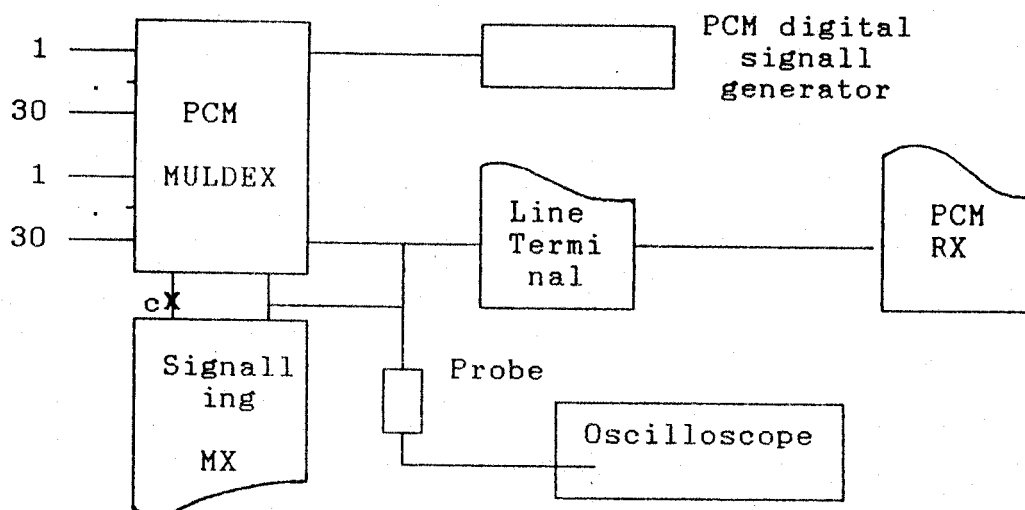 1
.
30
1
.
30
PCM
MULDEX
PCM digital
signall
generator
Line
Termi
nal
PCM
RX
cX
Signall
ing
MX
Probe
Oscilloscope